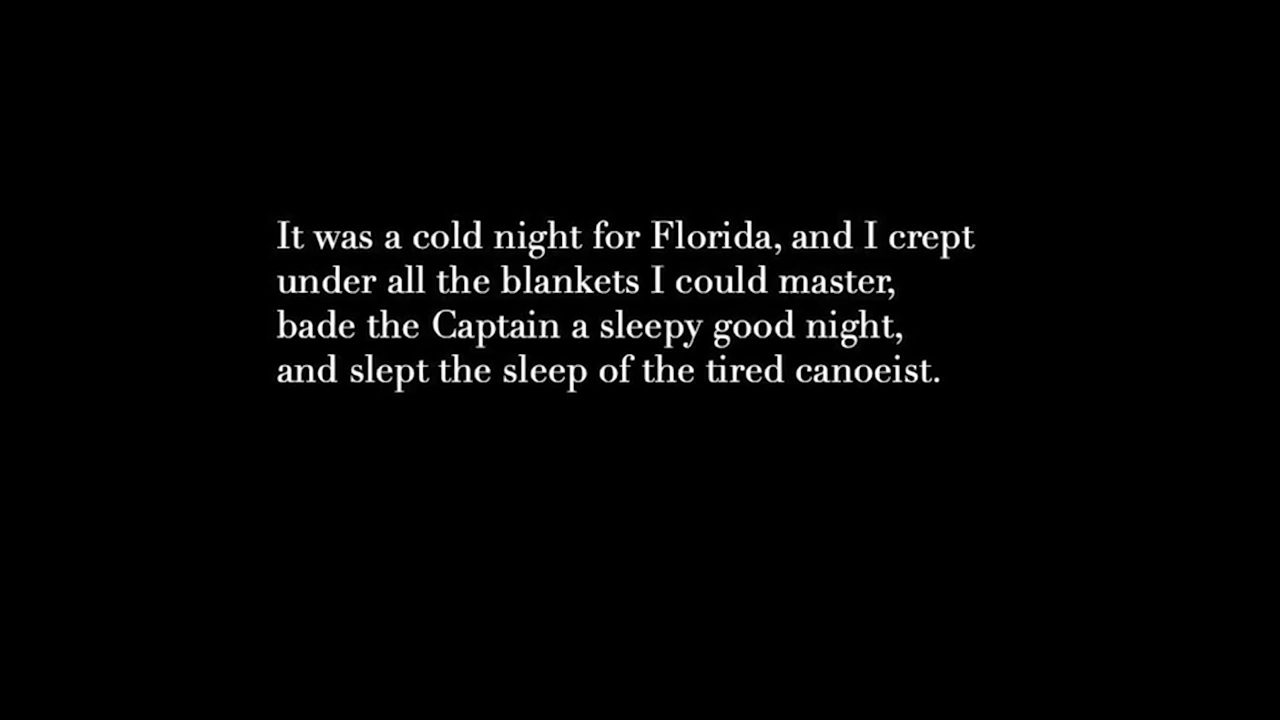 It was a cold night for Florida, and I crept
under all the blankets I could master,
bade the Captain a sleepy good night,
and slept the sleep of the tired canoeist.